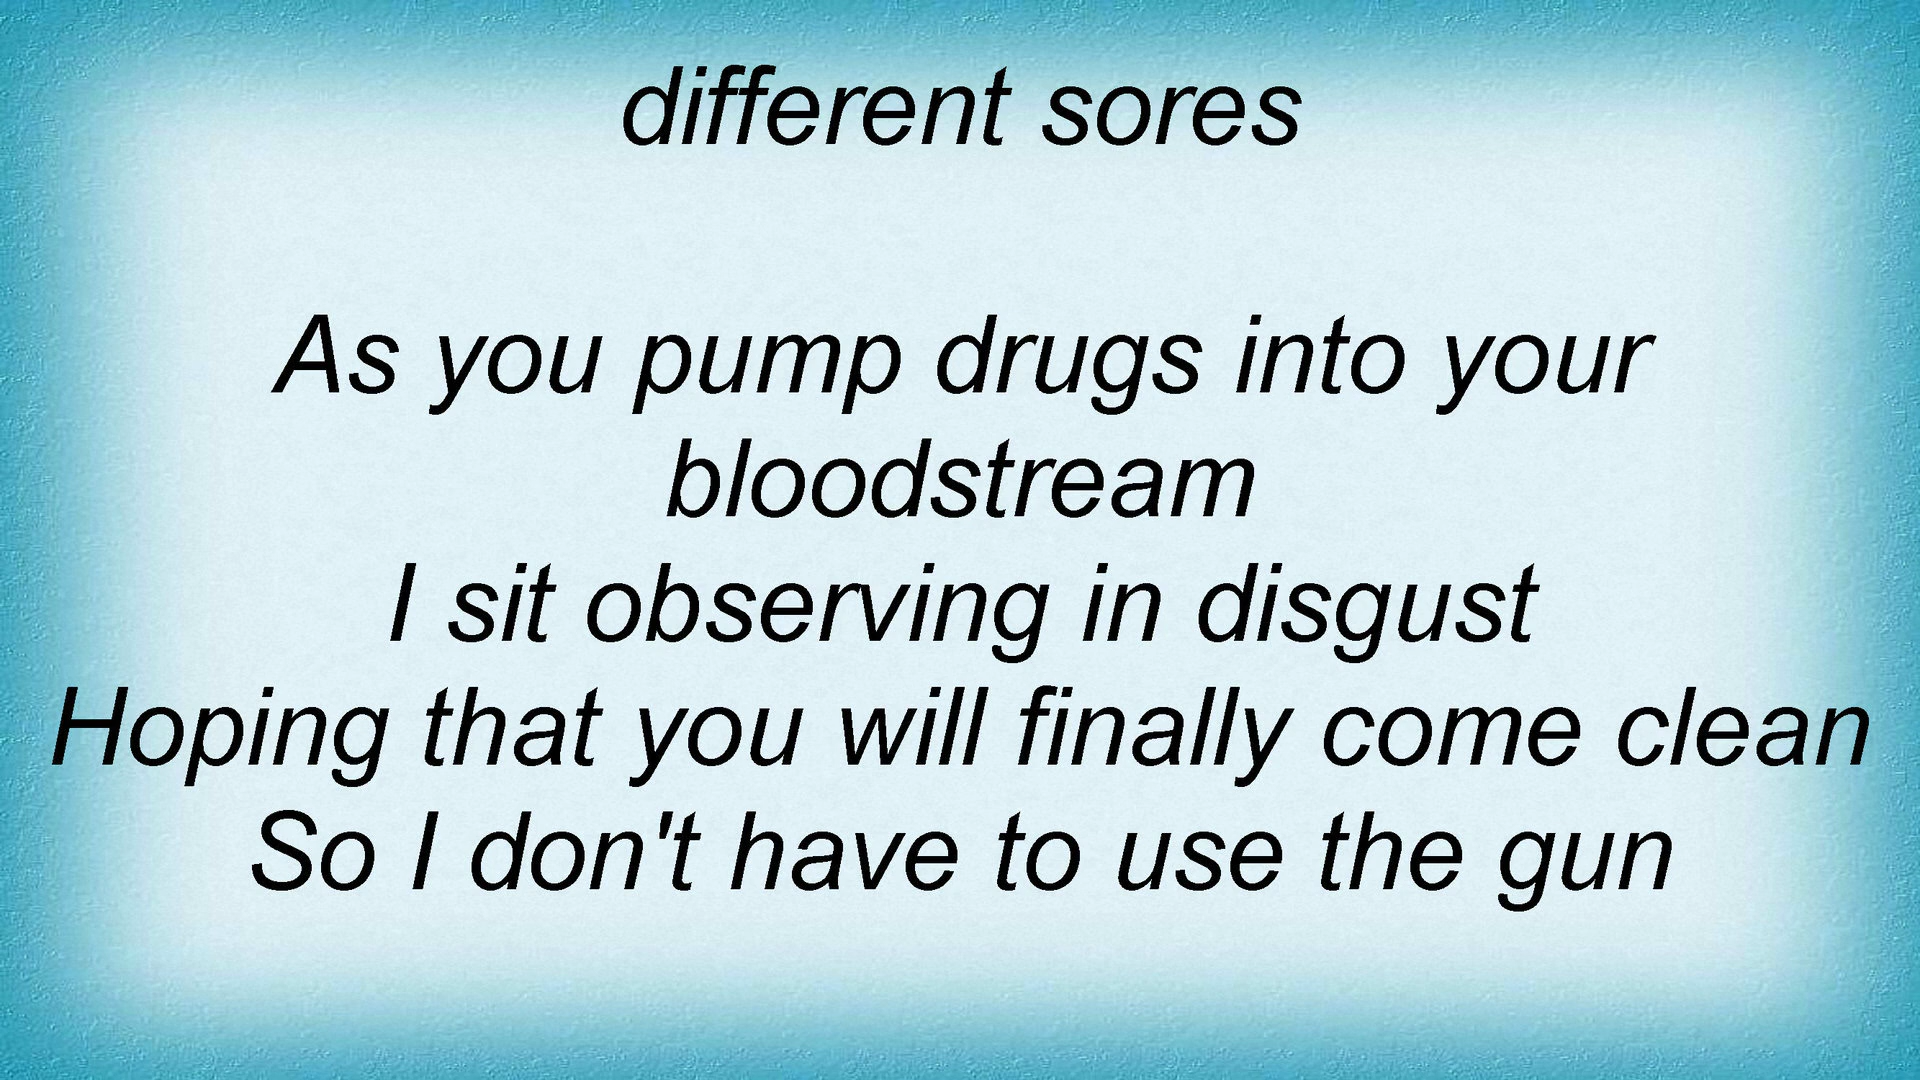 different sores
As you pump drugs into your
bloodstream
I sit observing in disgust
Hoping that you will finally come clean
So I don't have to use the gun